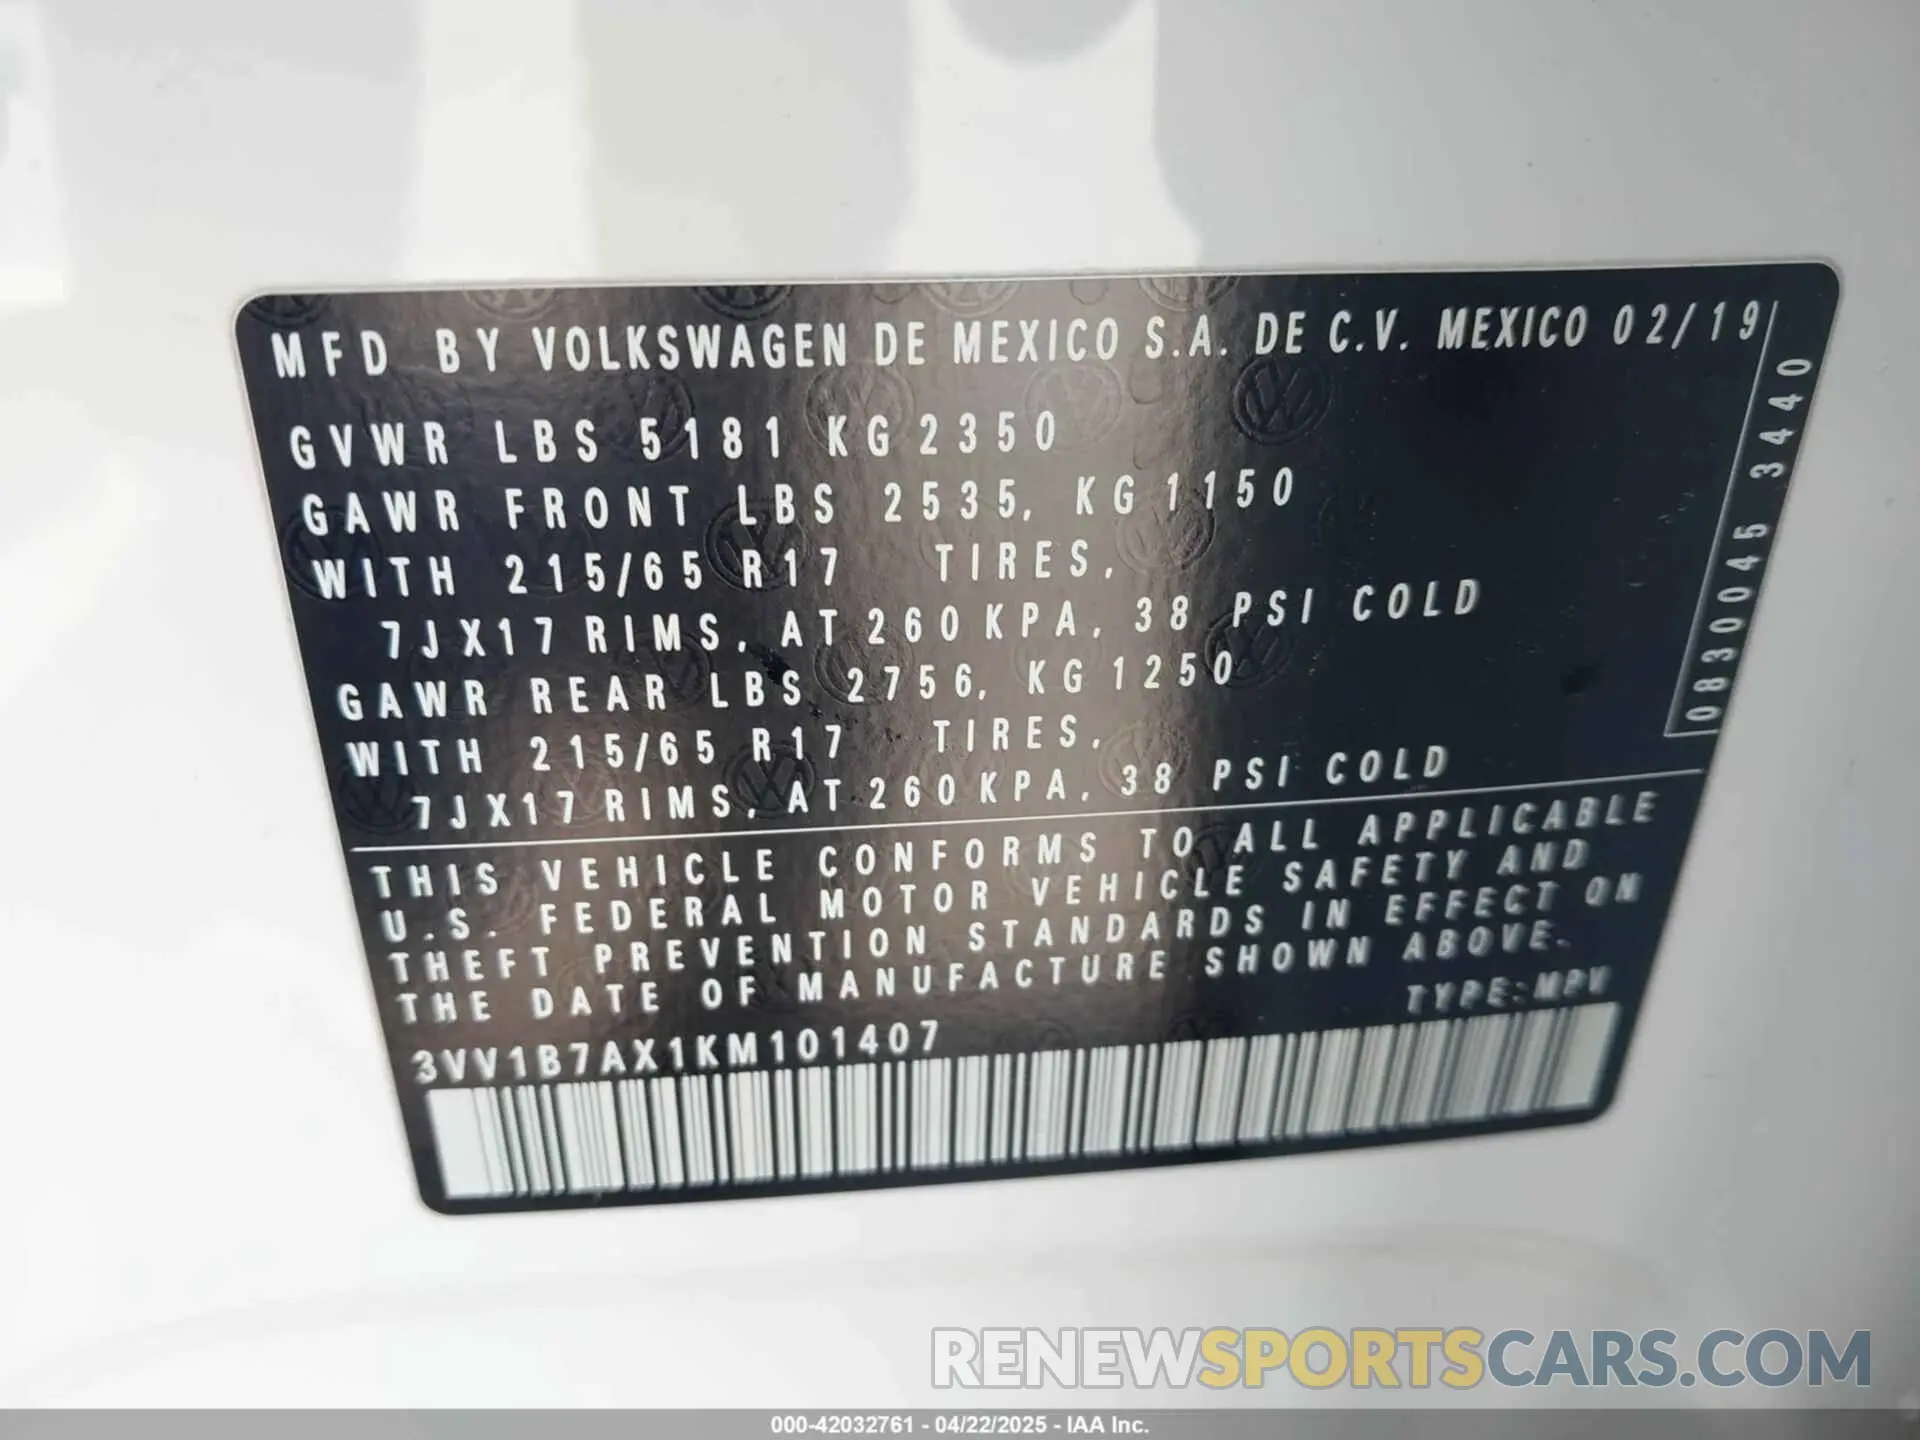 MFD BY VOLKSWAGEN DE MEXICO S.A. DE C.V. MEXICO 02/19
GVWR LBS 5181 KG 2350
GAWR FRONT LBS 2535, KG 1150
WITH 215/65 R17 TIRES,
7JX17 RIMS, AT 260 KPA, 38 PSI COLD
GAWR REAR LBS 2756, KG 1250
WITH 215/65 R17 TIRES,
7JX17 RIMS, AT 260 KPA, 38 PSI COLD
0830045 3440
THIS VEHICLE CONFORMS TO ALL APPLICABLE
U.S. FEDERAL MOTOR VEHICLE SAFETY AND
THEFT PREVENTION STANDARDS IN EFFECT ON
THE DATE OF MANUFACTURE SHOWN ABOVE.
TYPE: MPV
3VV1B7AX1KM101407
RENEWSPORTSCARS.COM
000-42032761 - 04/22/2025 - IAA Inc.